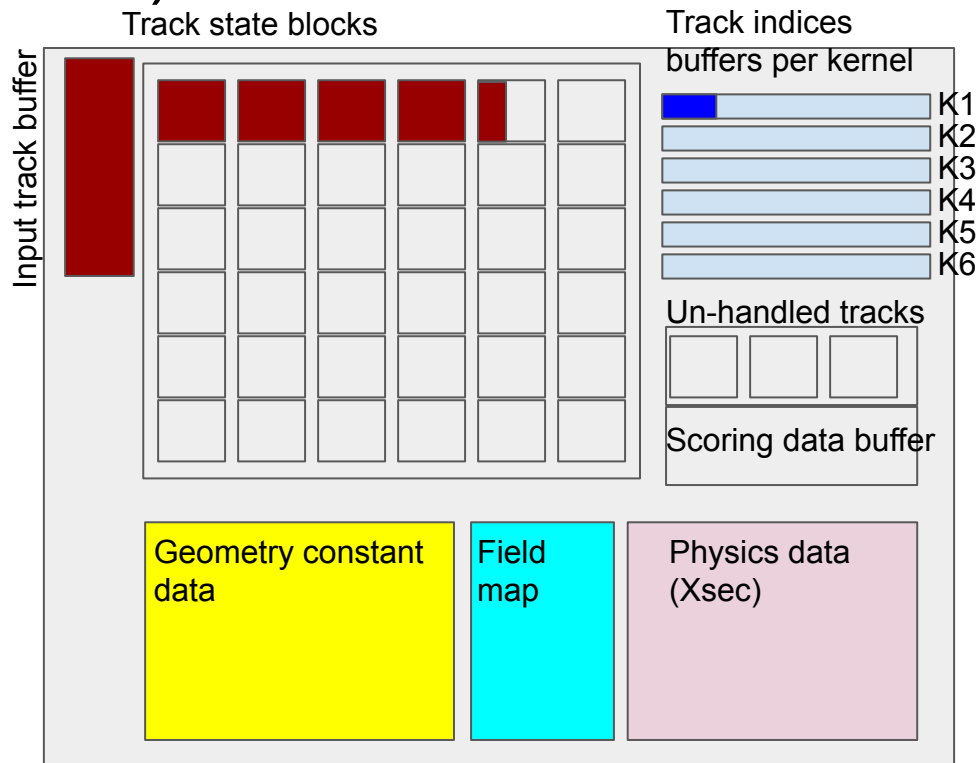 )
Track state blocks
Track indices
buffers per kernel
Input track buffer
K1
K2
K3
K4
K5
K6
Un-handled tracks
Scoring data buffer
Geometry constant
data
Field
map
Physics data
(Xsec)